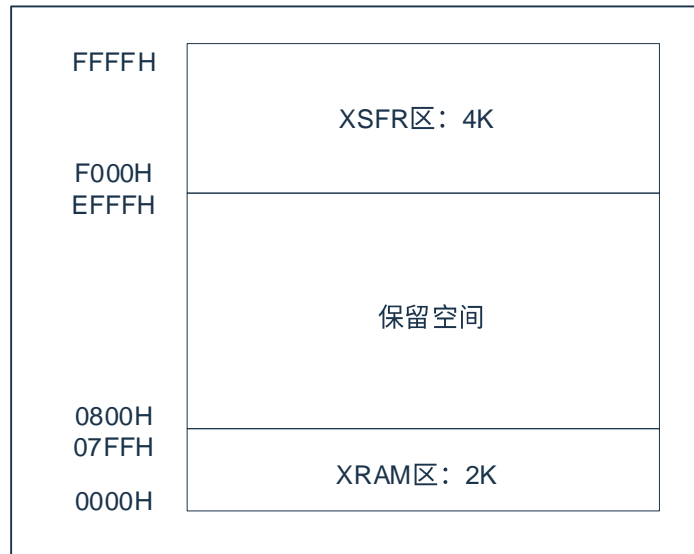 FFFFH
XSFR区：4K
F000H
EFFFH
保留空间
0800H
07FFH
XRAM区：2K
0000H